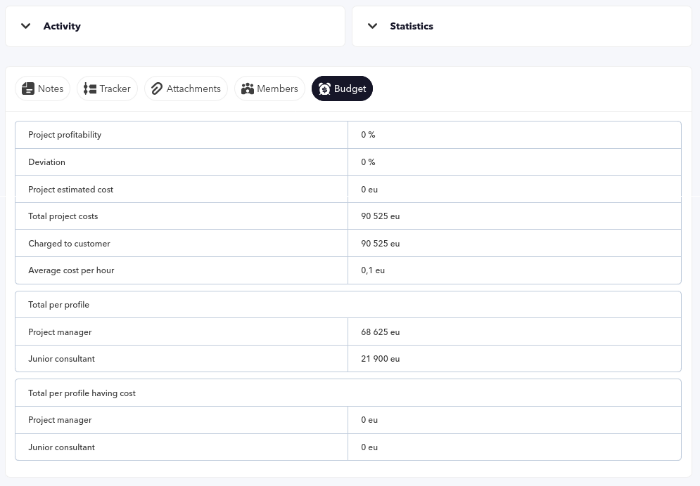 Activity
Statistics
Notes
Tracker
Attachments
Members
Budget
Project profitability 0 %
Deviation 0 %
Project estimated cost 0 eu
Total project costs 90 525 eu
Charged to customer 90 525 eu
Average cost per hour 0,1 eu
Total per profile
Project manager 68 625 eu
Junior consultant 21 900 eu
Total per profile having cost
Project manager 0 eu
Junior consultant 0 eu